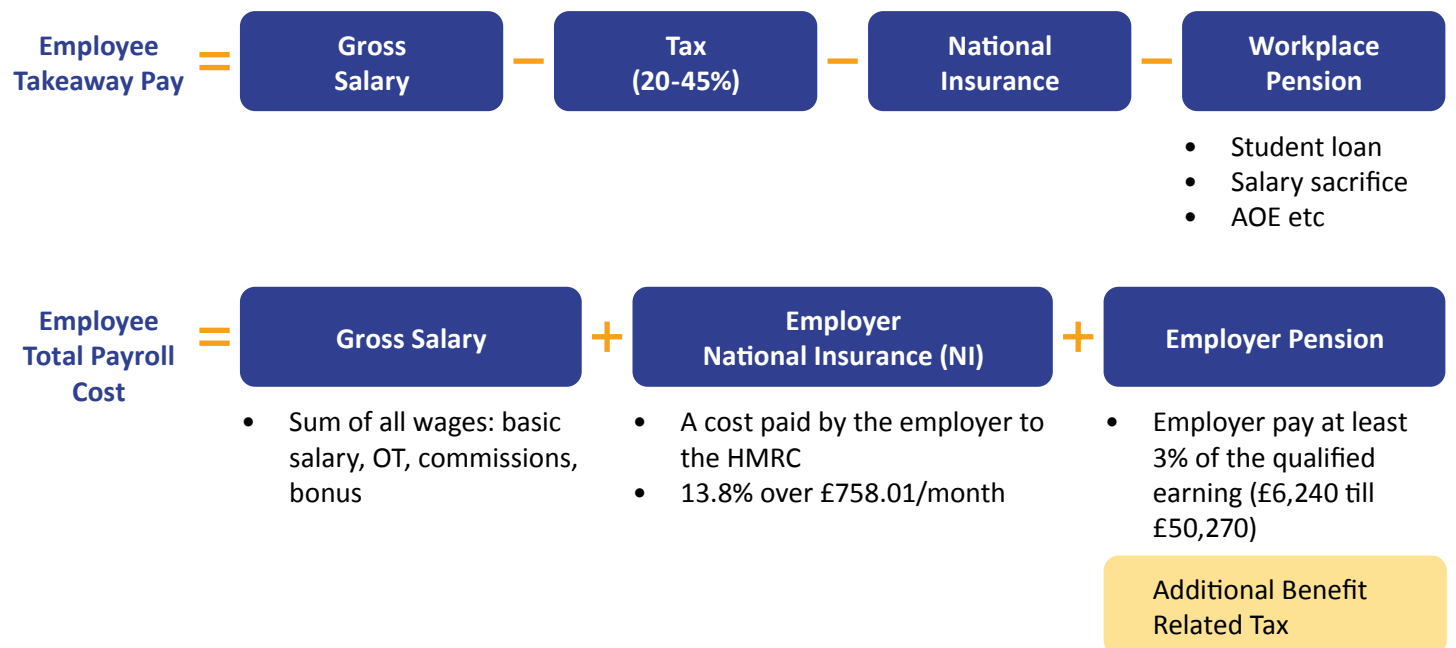 Employee
Takeaway Pay
=
Gross
Salary
–
Tax
(20-45%)
–
National
Insurance
–
Workplace
Pension
• Student loan
• Salary sacrifice
• AOE etc
Employee
Total Payroll
Cost
=
Gross Salary
+
Employer
National Insurance (NI)
+
Employer Pension
• Sum of all wages: basic
salary, OT, commissions,
bonus
• A cost paid by the employer to
the HMRC
• 13.8% over £758.01/month
• Employer pay at least
3% of the qualified
earning (£6,240 till
£50,270)
Additional Benefit
Related Tax